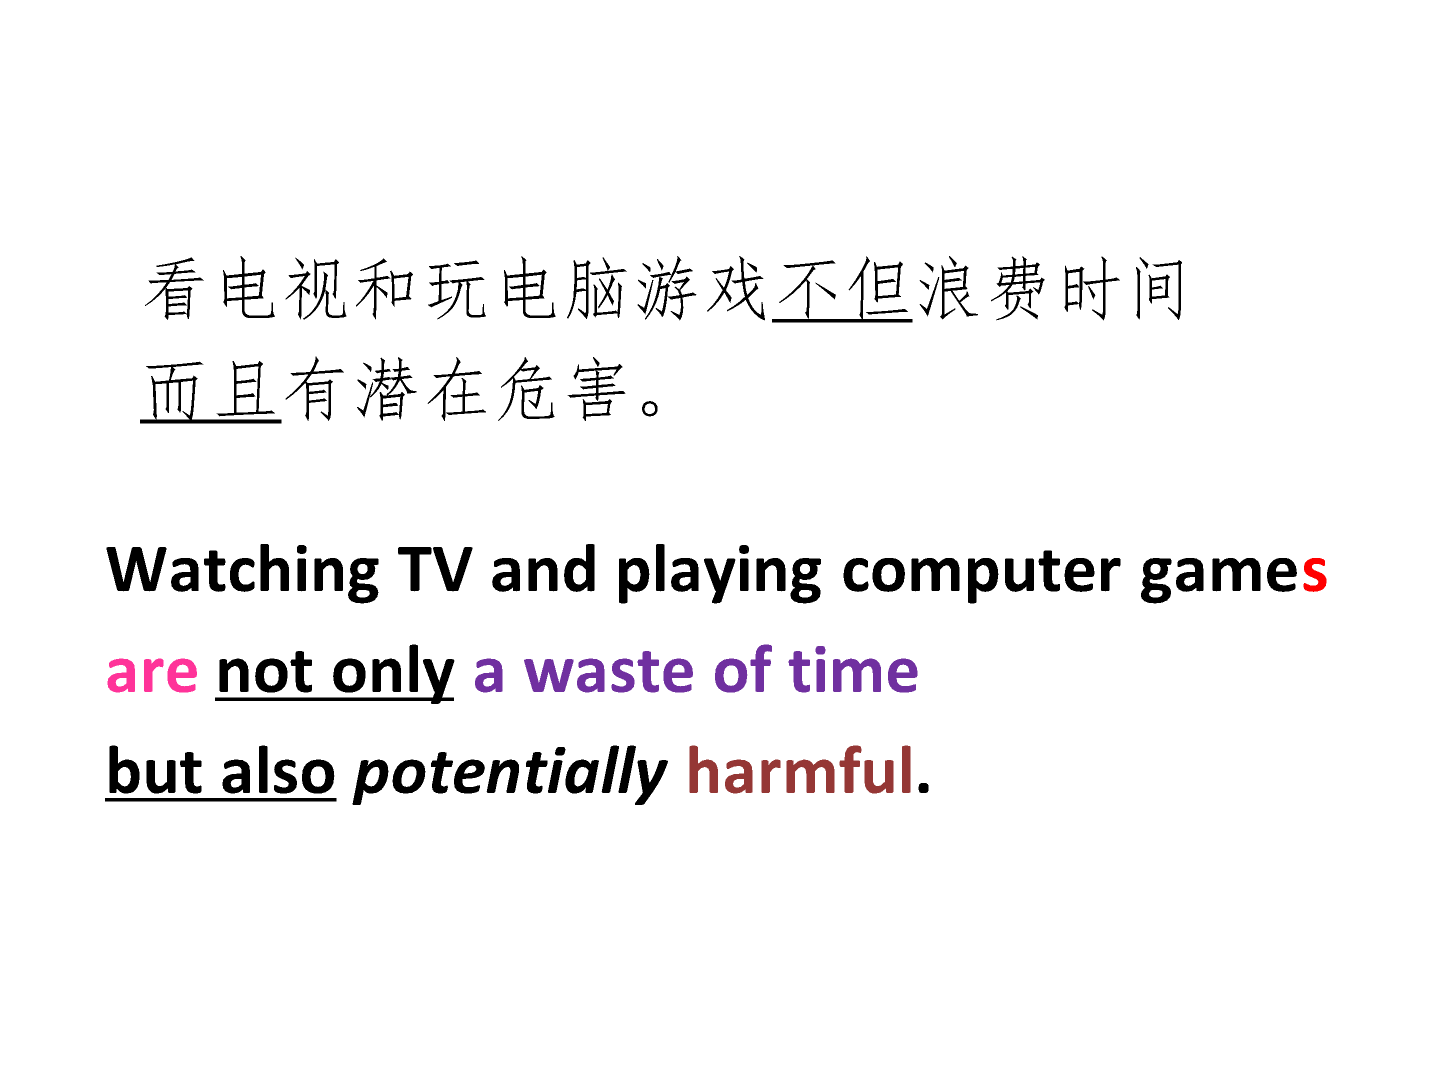 看电视和玩电脑游戏不但浪费时间
而且有潜在危害。
Watching TV and playing computer games
are not only a waste of time
but also potentially harmful.